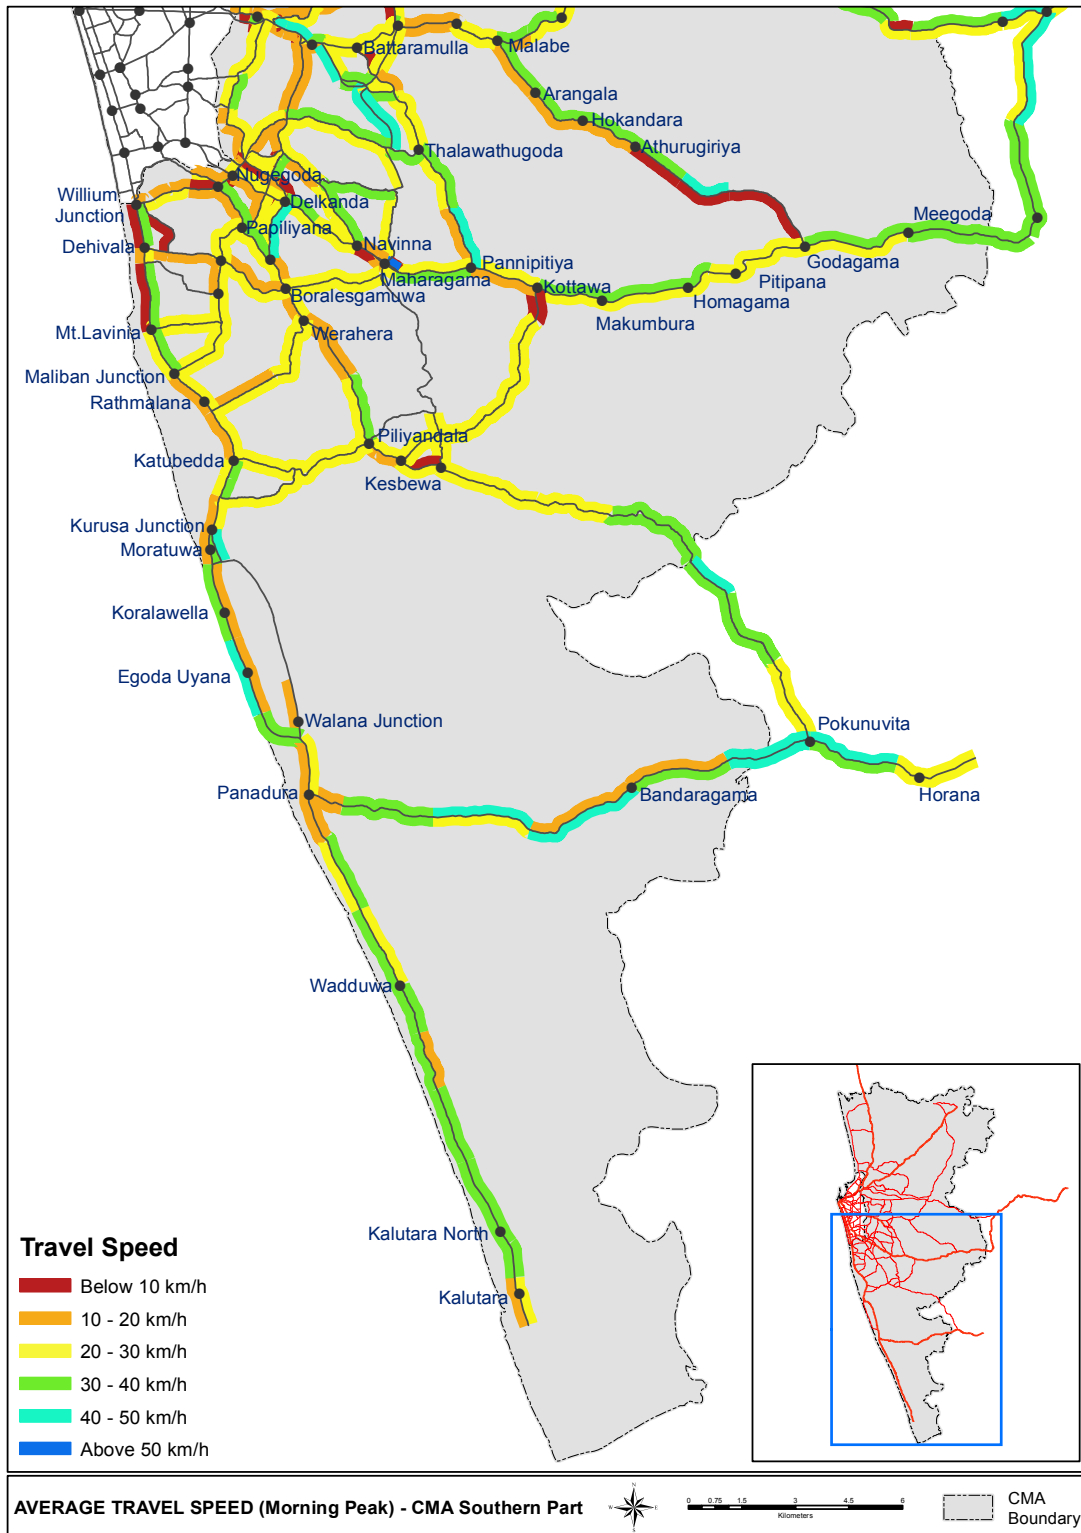 Battaramulla
Malabe
Arangala
Hokandara
Athurugiriya
Thalawathugoda
Nugegoda
Willium
Junction
Delkanda
Meegoda
Papiliyana
Dehivala
Navinna
Godagama
Pannipitiya
Maharagama
Pitipana
Kottawa
Homagama
Boralesgamuwa
Makumbura
Mt.Lavinia
Werahera
Maliban Junction
Rathmalana
Piliyandala
Katubedda
Kesbewa
Kurusa Junction
Moratuwa
Koralawella
Egoda Uyana
Walana Junction
Pokunuvita
Panadura
Bandaragama
Horana
Wadduwa
Kalutara North
Kalutara
Travel Speed
Below 10 km/h
10 - 20 km/h
20 - 30 km/h
30 - 40 km/h
40 - 50 km/h
Above 50 km/h
AVERAGE TRAVEL SPEED (Morning Peak) - CMA Southern Part
N
W
E
S
0 0.75 1.5 3 4.5 6
Kilometers
CMA
Boundary